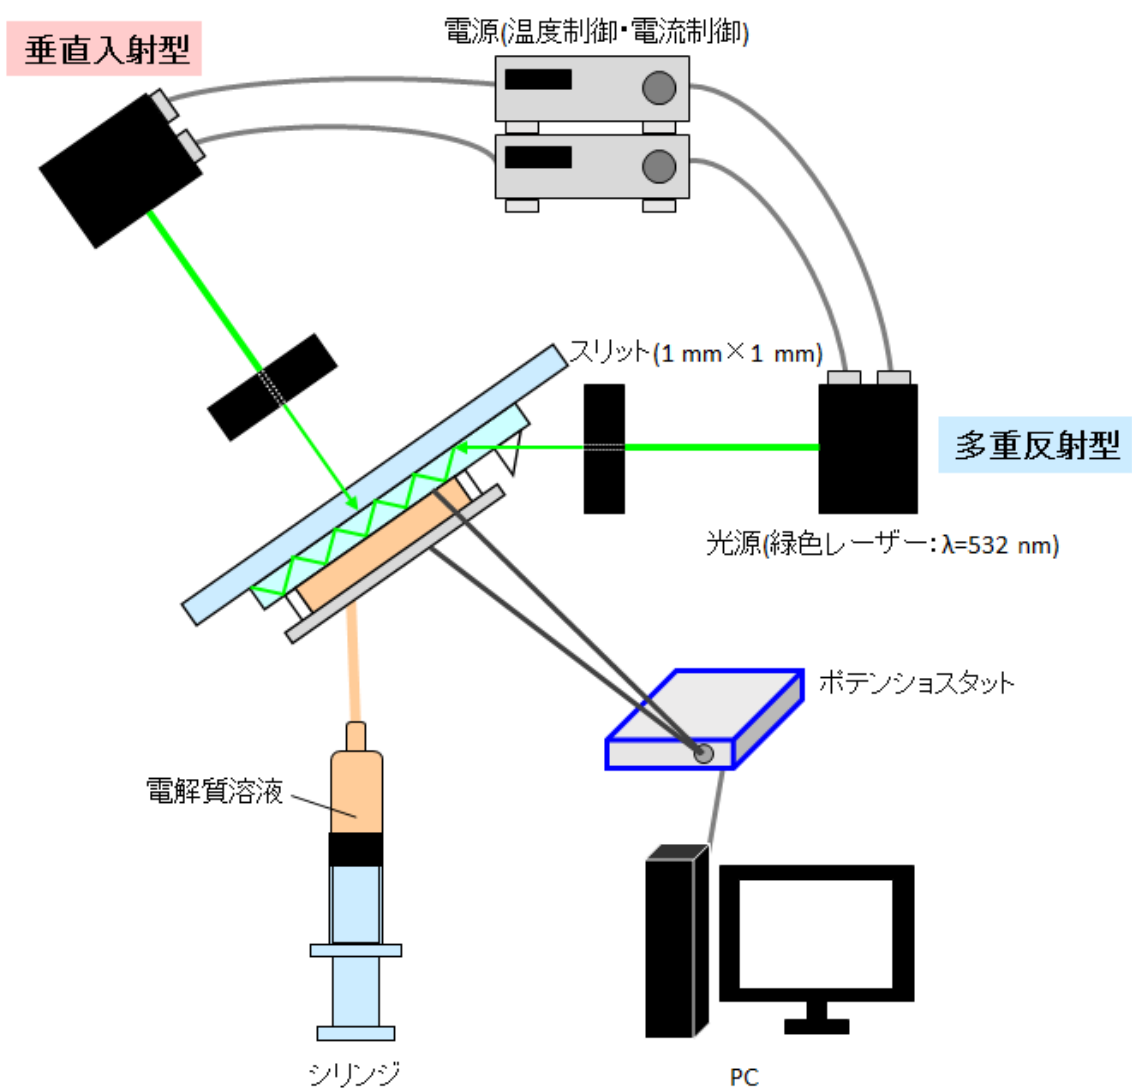 電源(温度制御・電流制御)
垂直入射型
スリット(1 mm×1 mm)
多重反射型
光源(緑色レーザー:λ=532 nm)
ポテンショスタット
電解質溶液
シリンジ
PC